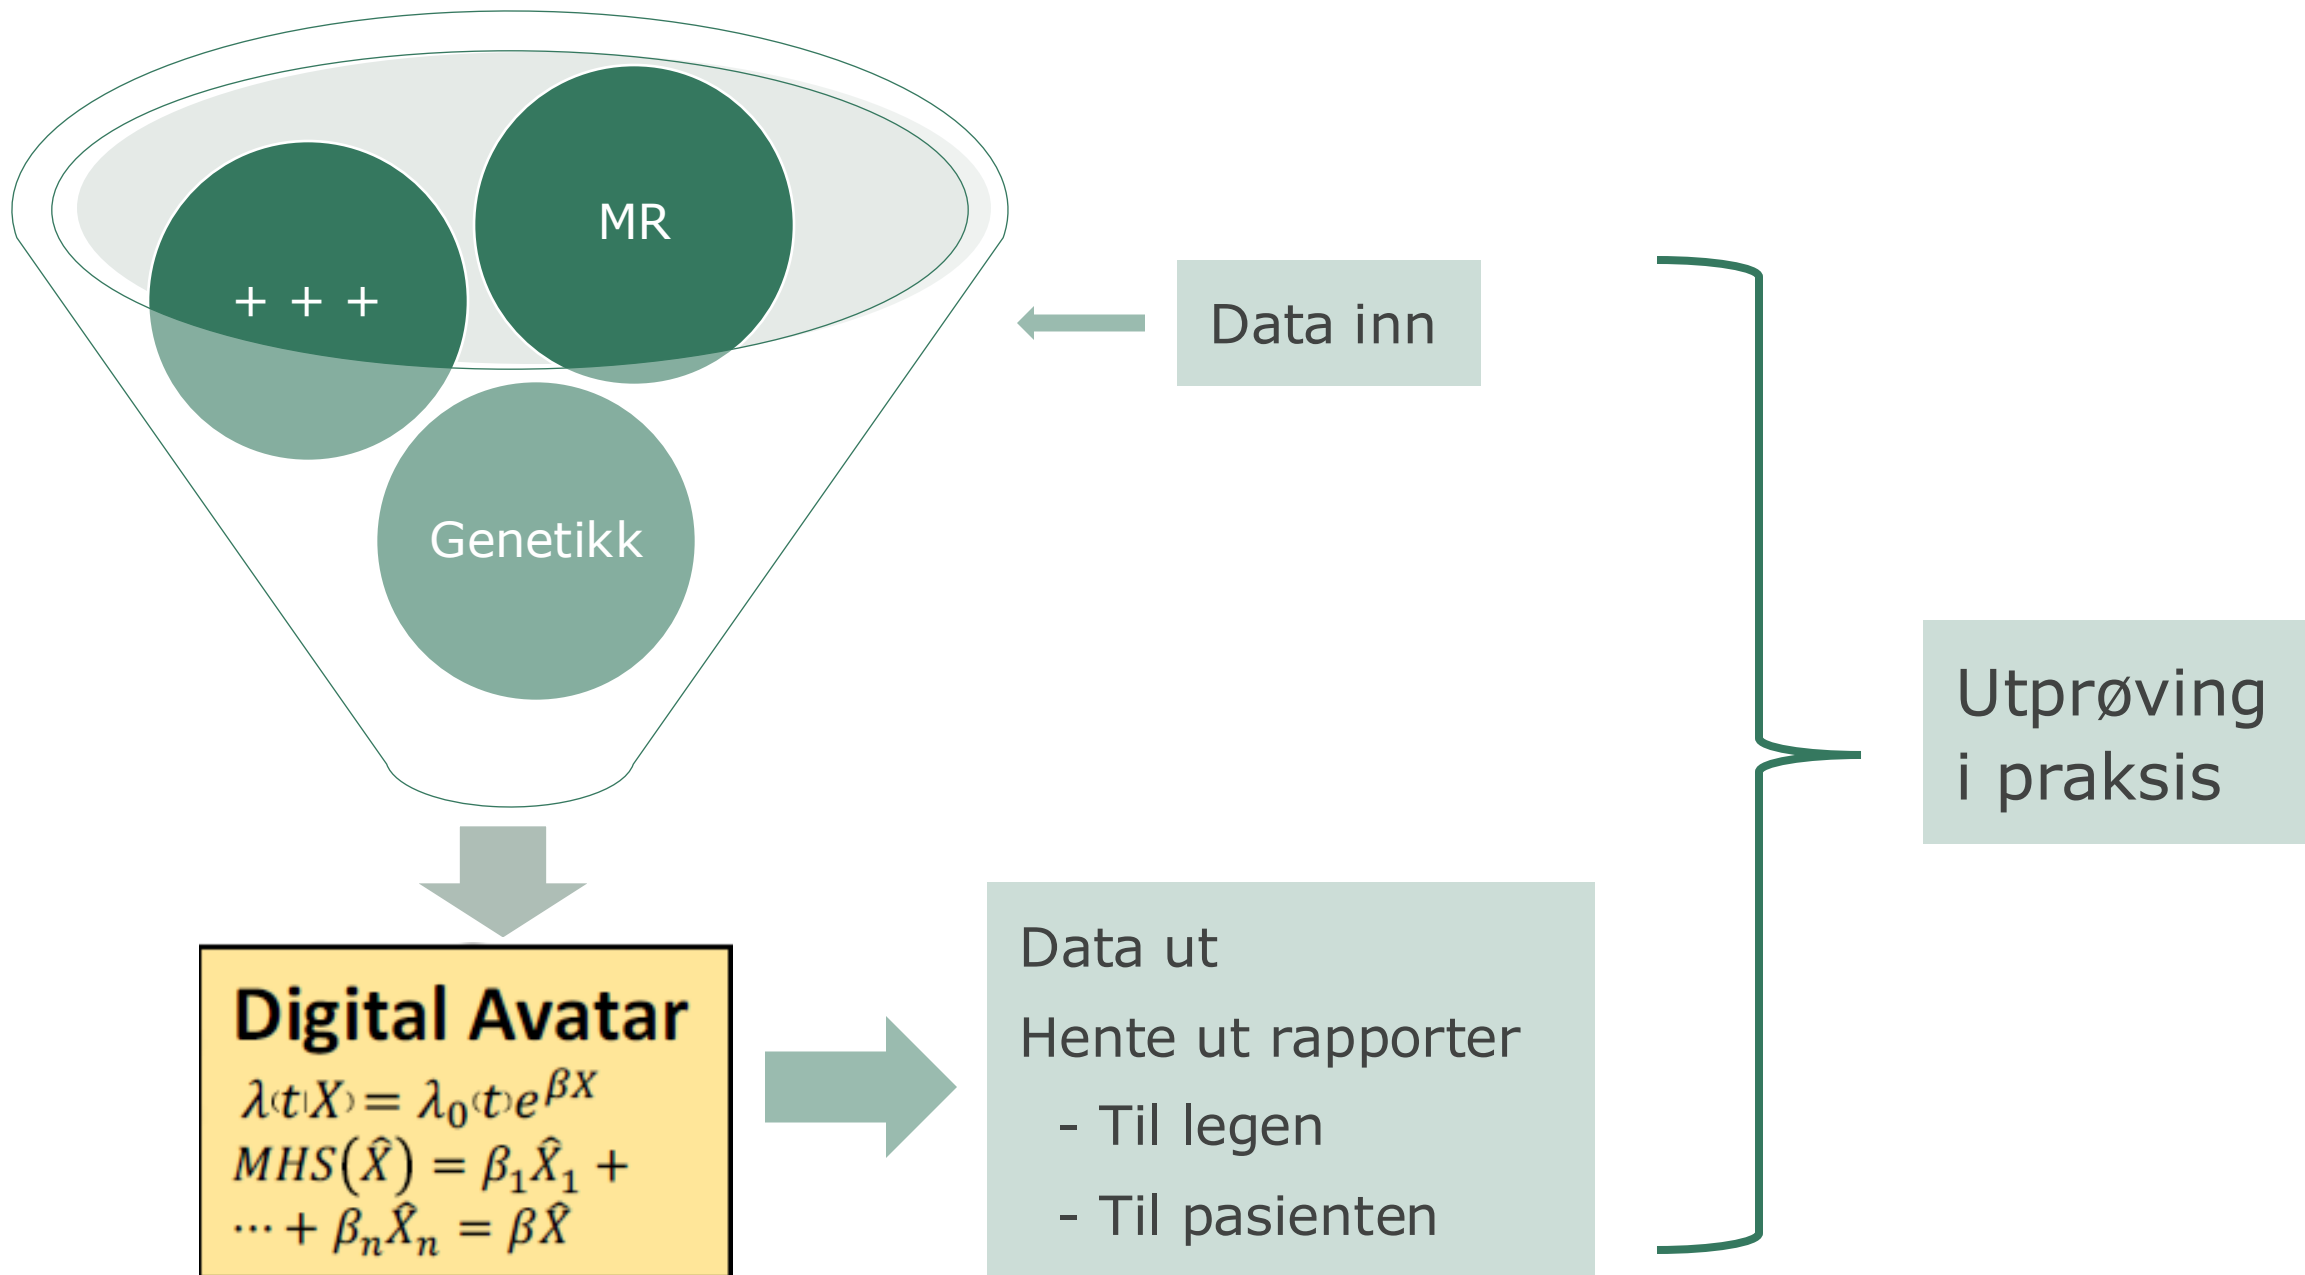 MR
+ + +
Genetikk
Data inn
Utprøving
i praksis
Digital Avatar
λ(t|X) = λ₀(t)e^βX
MHS(X̂) = β₁X̂₁ +
⋯ + βₙX̂ₙ = βX̂
Data ut
Hente ut rapporter
- Til legen
- Til pasienten